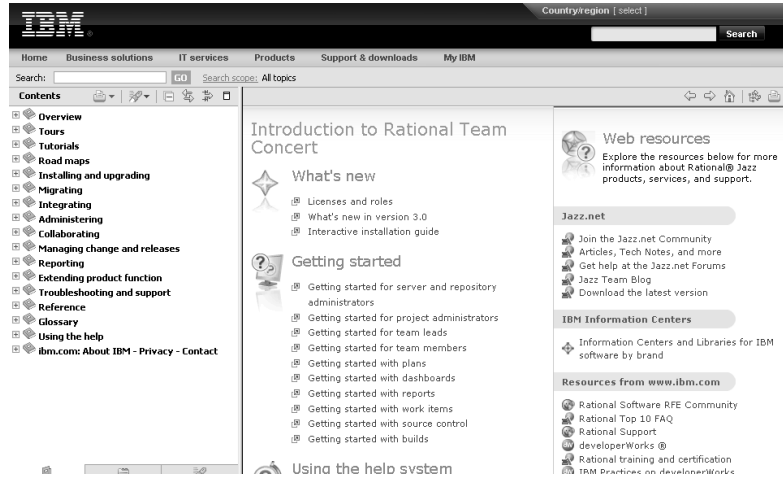 Country/region [ select ]
IBM ®
Search
Home Business solutions IT services Products Support & downloads My IBM
Search: GO Search scope: All topics
Contents
Overview
Tours
Tutorials
Road maps
Installing and upgrading
Migrating
Integrating
Administering
Collaborating
Managing change and releases
Reporting
Extending product function
Troubleshooting and support
Reference
Glossary
Using the help
ibm.com: About IBM - Privacy - Contact
Introduction to Rational Team
Concert
What's new
Licenses and roles
What's new in version 3.0
Interactive installation guide
Getting started
Getting started for server and repository
administrators
Getting started for project administrators
Getting started for team leads
Getting started for team members
Getting started with plans
Getting started with dashboards
Getting started with reports
Getting started with work items
Getting started with source control
Getting started with builds
Using the help system
Web resources
Explore the resources below for more
information about Rational® Jazz
products, services, and support.
Jazz.net
Join the Jazz.net Community
Articles, Tech Notes, and more
Get help at the Jazz.net Forums
Jazz Team Blog
Download the latest version
IBM Information Centers
Information Centers and Libraries for IBM
software by brand
Resources from www.ibm.com
Rational Software RFE Community
Rational Top 10 FAQ
Rational Support
developerWorks ®
Rational training and certification
IBM Practices on developerWorks